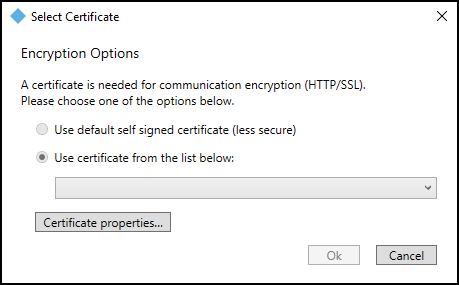 Select Certificate
Encryption Options
A certificate is needed for communication encryption (HTTP/SSL).
Please choose one of the options below.
Use default self signed certificate (less secure)
Use certificate from the list below:
Certificate properties...
Ok
Cancel